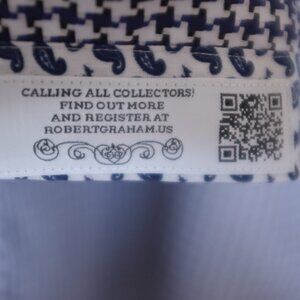 CALLING ALL COLLECTORS!
FIND OUT MORE
AND REGISTER AT
ROBERTGRAHAM.US